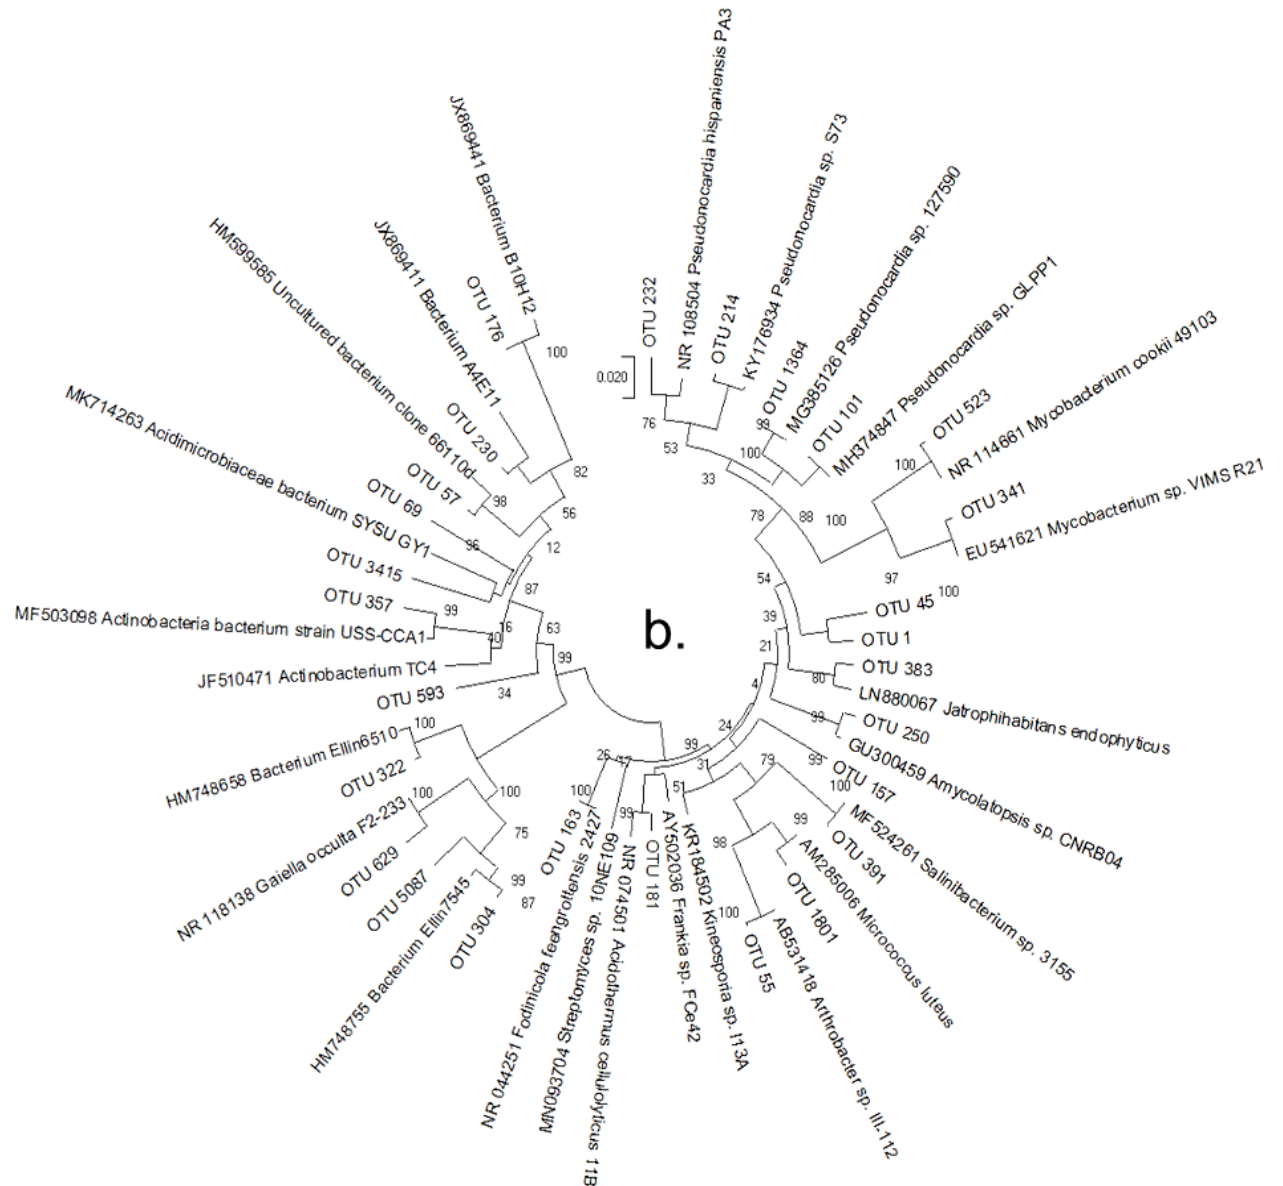 OTU 232
NR 108504 Pseudonocardia hispaniensis PA3
OTU 214
KY176934 Pseudonocardia sp. S73
OTU 1364
MG385126 Pseudonocardia sp. 127590
OTU 101
MH374847 Pseudonocardia sp. GLPP1
OTU 523
NR 114661 Mycobacterium cookii 49103
OTU 341
EU541621 Mycobacterium sp. VIMS R21
OTU 45
OTU 1
OTU 383
LN880067 Jatrophihabitans endophyticus
OTU 250
GU300459 Amycolatopsis sp. CNRB04
OTU 157
MF524261 Salinibacterium sp. 3155
OTU 391
AM285006 Micrococcus luteus
OTU 1801
AB531418 Arthrobacter sp. III-112
OTU 55
KR184502 Kineosporia sp. I13A
AY502036 Frankia sp. FCe42
OTU 181
NR 074501 Acidothermus cellulolyticus 11B
MN093704 Streptomyces sp. 10NE109
NR 044251 Fodinicola feengrottensis 2427
OTU 163
OTU 304
HM748755 Bacterium Ellin7545
OTU 5087
OTU 629
NR 118138 Gaiella occulta F2-233
OTU 322
HM748658 Bacterium Ellin6510
OTU 593
JF510471 Actinobacterium TC4
MF503098 Actinobacteria bacterium strain USS-CCA1
OTU 357
OTU 3415
MK714263 Acidimicrobiaceae bacterium SYSU GY1
OTU 69
OTU 57
HM599585 Uncultured bacterium clone 66110d
OTU 230
JX869411 Bacterium A4E11
OTU 176
JX869441 Bacterium B10H12
0.020
b.
76
53
33
99
100
78
88
100
100
97
100
54
39
21
80
99
4
24
99
31
99
79
100
99
98
100
51
99
26
17
100
100
100
75
99
87
34
99
63
16
40
99
87
96
12
56
98
82
100